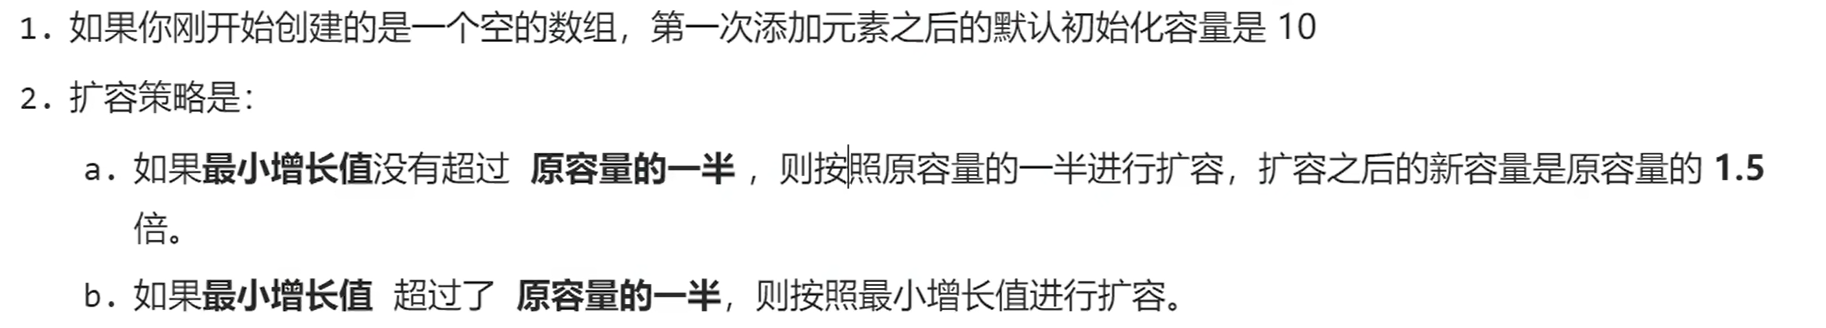 1. 如果你刚开始创建的是一个空的数组，第一次添加元素之后的默认初始化容量是 10
2. 扩容策略是：
a. 如果最小增长值没有超过 原容量的一半 ，则按照原容量的一半进行扩容，扩容之后的新容量是原容量的 1.5
倍。
b. 如果最小增长值 超过了 原容量的一半，则按照最小增长值进行扩容。